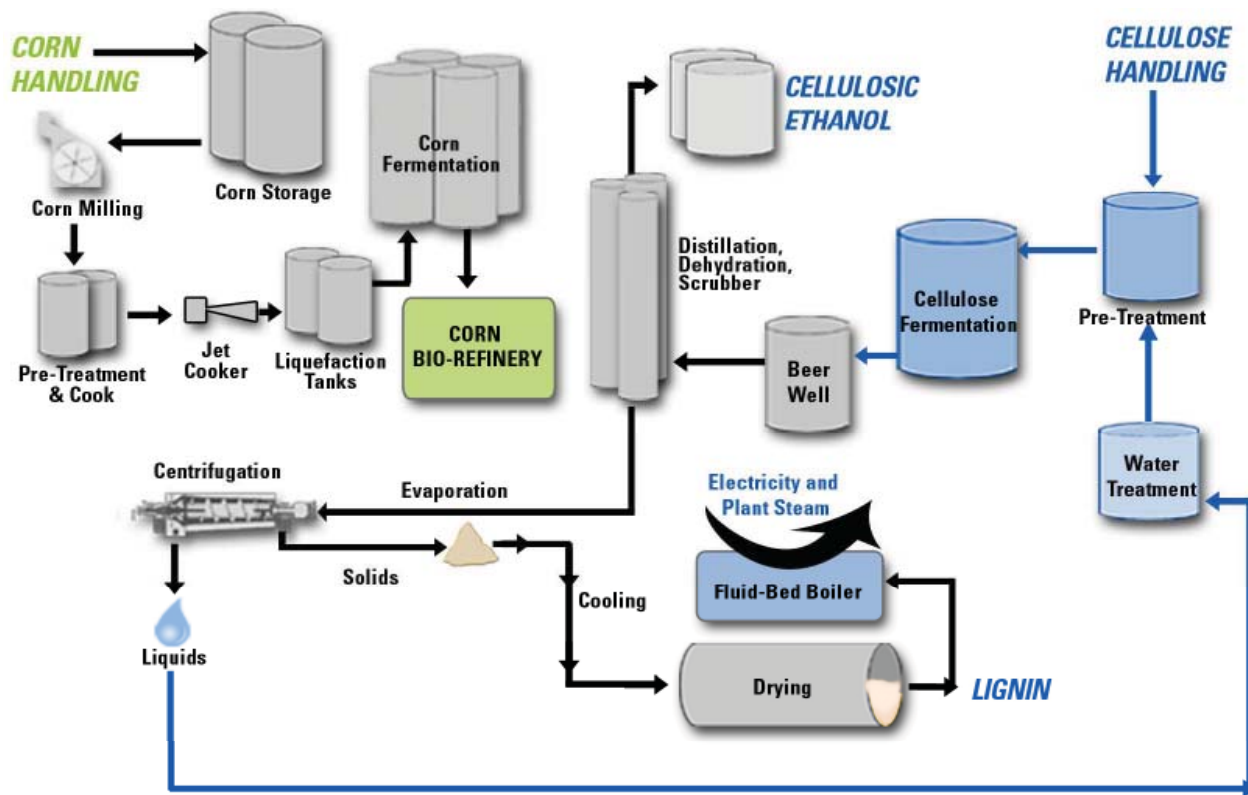 CORN
HANDLING
Corn Storage
Corn Milling
Pre-Treatment
& Cook
Jet
Cooker
Liquefaction
Tanks
Corn
Fermentation
CORN
BIO-REFINERY
CELLULOSIC
ETHANOL
CELLULOSE
HANDLING
Pre-Treatment
Cellulose
Fermentation
Beer
Well
Distillation,
Dehydration,
Scrubber
Water
Treatment
Evaporation
Centrifugation
Solids
Liquids
Cooling
Drying
LIGNIN
Fluid-Bed Boiler
Electricity and
Plant Steam